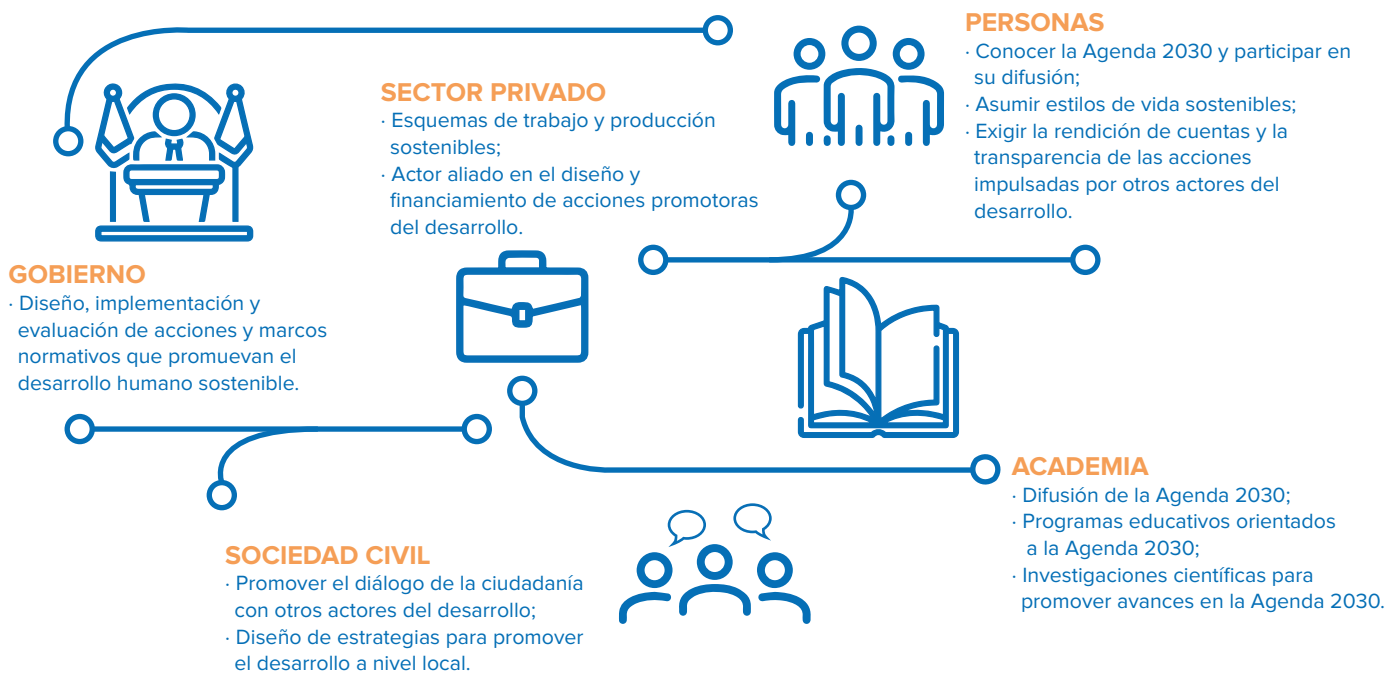 PERSONAS
· Conocer la Agenda 2030 y participar en
su difusión;
· Asumir estilos de vida sostenibles;
· Exigir la rendición de cuentas y la
transparencia de las acciones
impulsadas por otros actores del
desarrollo.
SECTOR PRIVADO
· Esquemas de trabajo y producción
sostenibles;
· Actor aliado en el diseño y
financiamiento de acciones promotoras
del desarrollo.
GOBIERNO
· Diseño, implementación y
evaluación de acciones y marcos
normativos que promuevan el
desarrollo humano sostenible.
ACADEMIA
· Difusión de la Agenda 2030;
· Programas educativos orientados
a la Agenda 2030;
· Investigaciones científicas para
promover avances en la Agenda 2030.
SOCIEDAD CIVIL
· Promover el diálogo de la ciudadanía
con otros actores del desarrollo;
· Diseño de estrategias para promover
el desarrollo a nivel local.